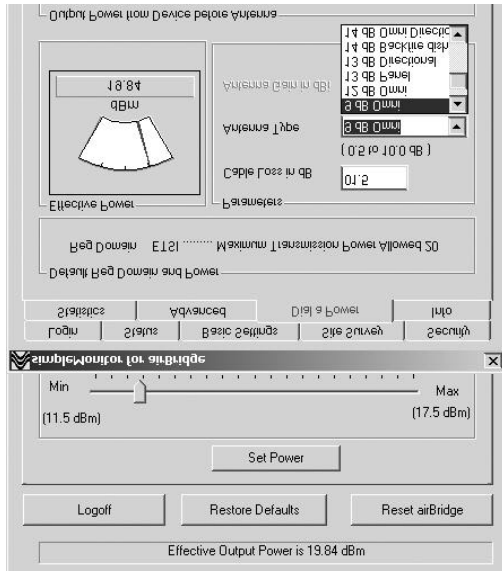 simpleMonitor for airBridge
Login Status Basic Settings Site Survey Security
Statistics Advanced Dial a Power Info
Default Reg Domain and Power
Reg Domain ETSI ......... Maximum Transmission Power Allowed 20
Effective Power
dBm
19.84
Parameters
Cable Loss in dB 01.5
( 0.5 to 10.0 dB )
Antenna Type 9 dB Omni
9 dB Omni
12 dB Omni
13 dB Panel
13 dB Directional
14 dB Backfire dish
14 dB Omni Directic
Antenna Gain in dBi
Output Power from Device before Antenna
Min Max
(11.5 dBm) (17.5 dBm)
Set Power
Logoff Restore Defaults Reset airBridge
Effective Output Power is 19.84 dBm